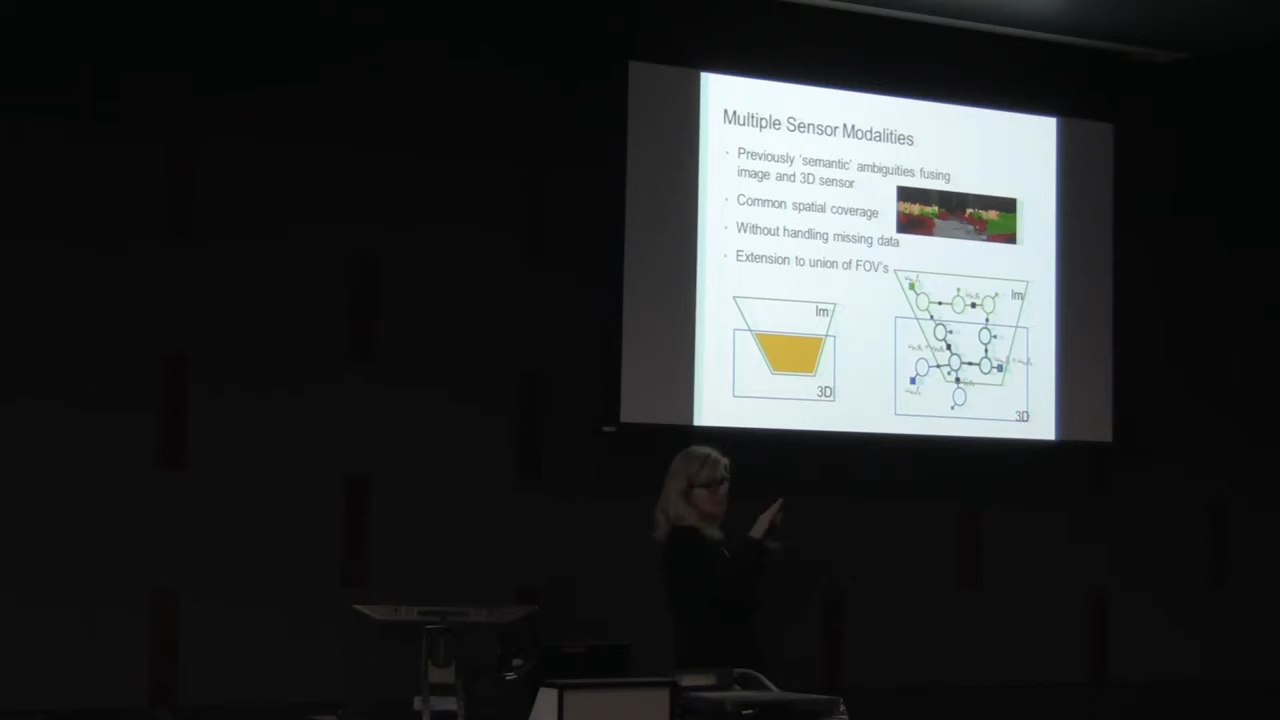 Multiple Sensor Modalities
· Previously 'semantic' ambiguities fusing
image and 3D sensor
· Common spatial coverage
· Without handling missing data
· Extension to union of FOV's
Im
3D
Im
3D